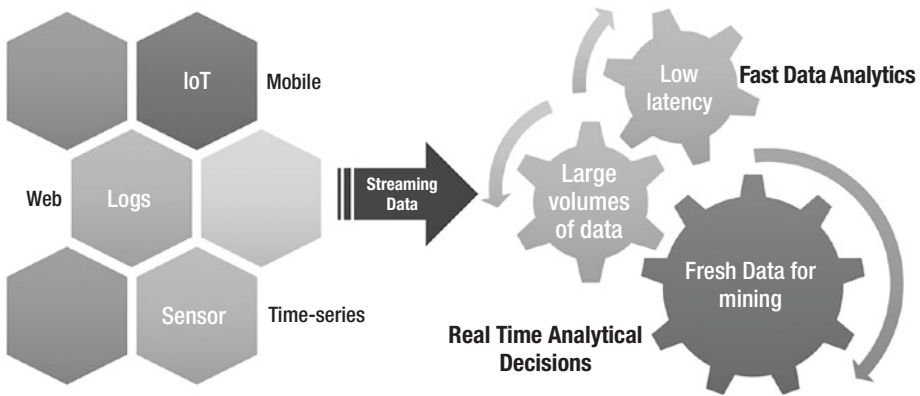 IoT
Mobile
Web
Logs
Sensor
Time-series
Streaming
Data
Low
latency
Fast Data Analytics
Large
volumes
of data
Fresh Data for
mining
Real Time Analytical
Decisions